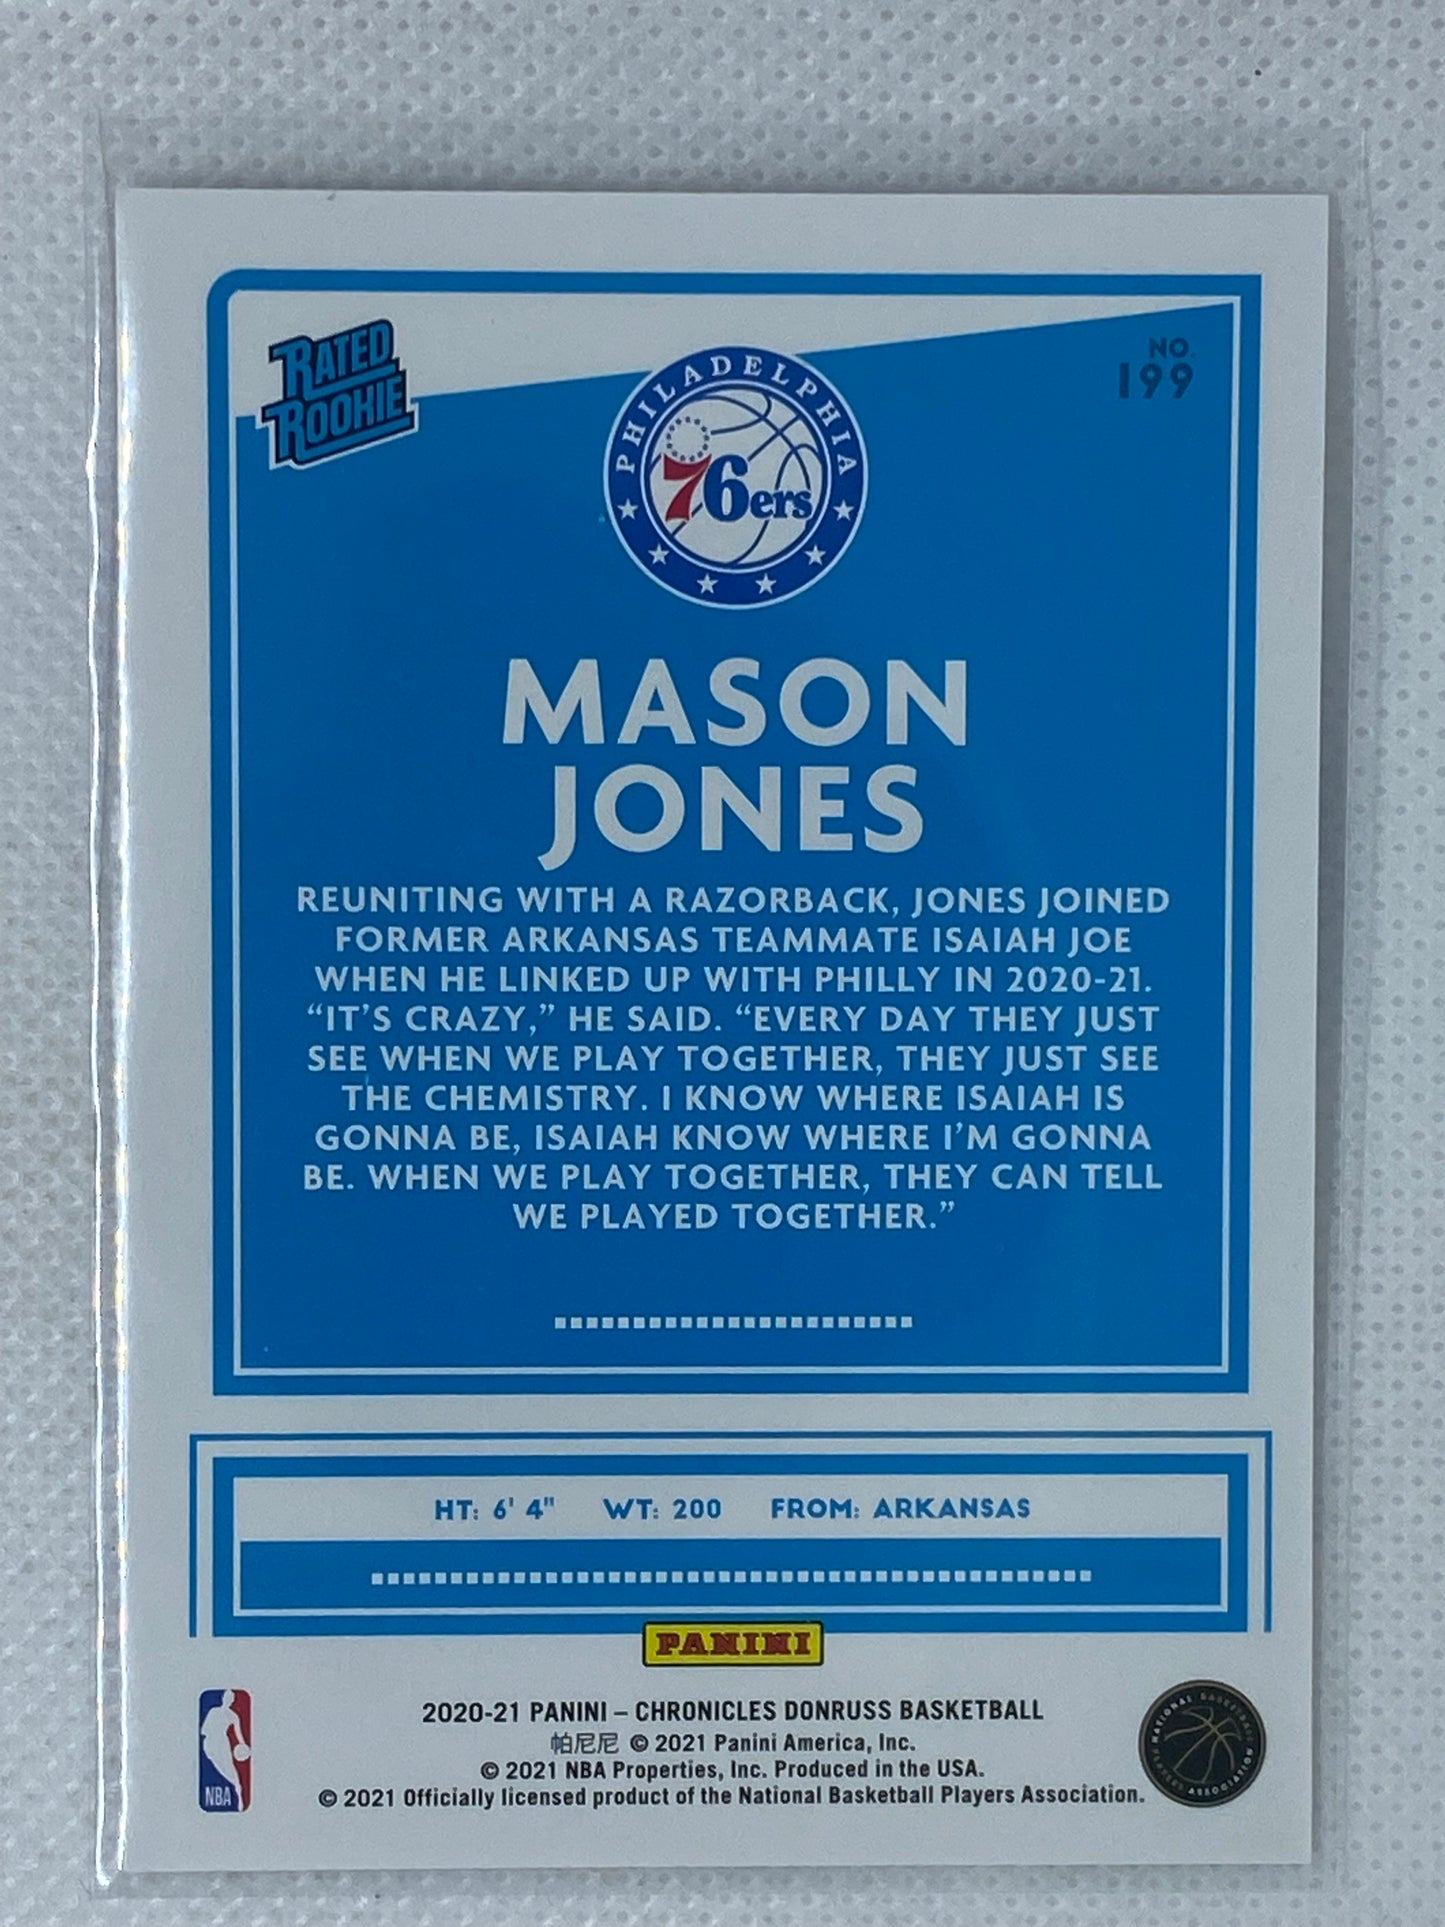 RATED
ROOKIE
NO.
199
PHILADELPHIA
76ers
MASON
JONES
REUNITING WITH A RAZORBACK, JONES JOINED
FORMER ARKANSAS TEAMMATE ISAIAH JOE
WHEN HE LINKED UP WITH PHILLY IN 2020-21.
“IT’S CRAZY,” HE SAID. “EVERY DAY THEY JUST
SEE WHEN WE PLAY TOGETHER, THEY JUST SEE
THE CHEMISTRY. I KNOW WHERE ISAIAH IS
GONNA BE, ISAIAH KNOW WHERE I’M GONNA
BE. WHEN WE PLAY TOGETHER, THEY CAN TELL
WE PLAYED TOGETHER.”
HT: 6' 4" WT: 200 FROM: ARKANSAS
PANINI
2020-21 PANINI – CHRONICLES DONRUSS BASKETBALL
帕尼尼 © 2021 Panini America, Inc.
© 2021 NBA Properties, Inc. Produced in the USA.
© 2021 Officially licensed product of the National Basketball Players Association.
NBA
NATIONAL BASKETBALL
PLAYERS ASSOCIATION